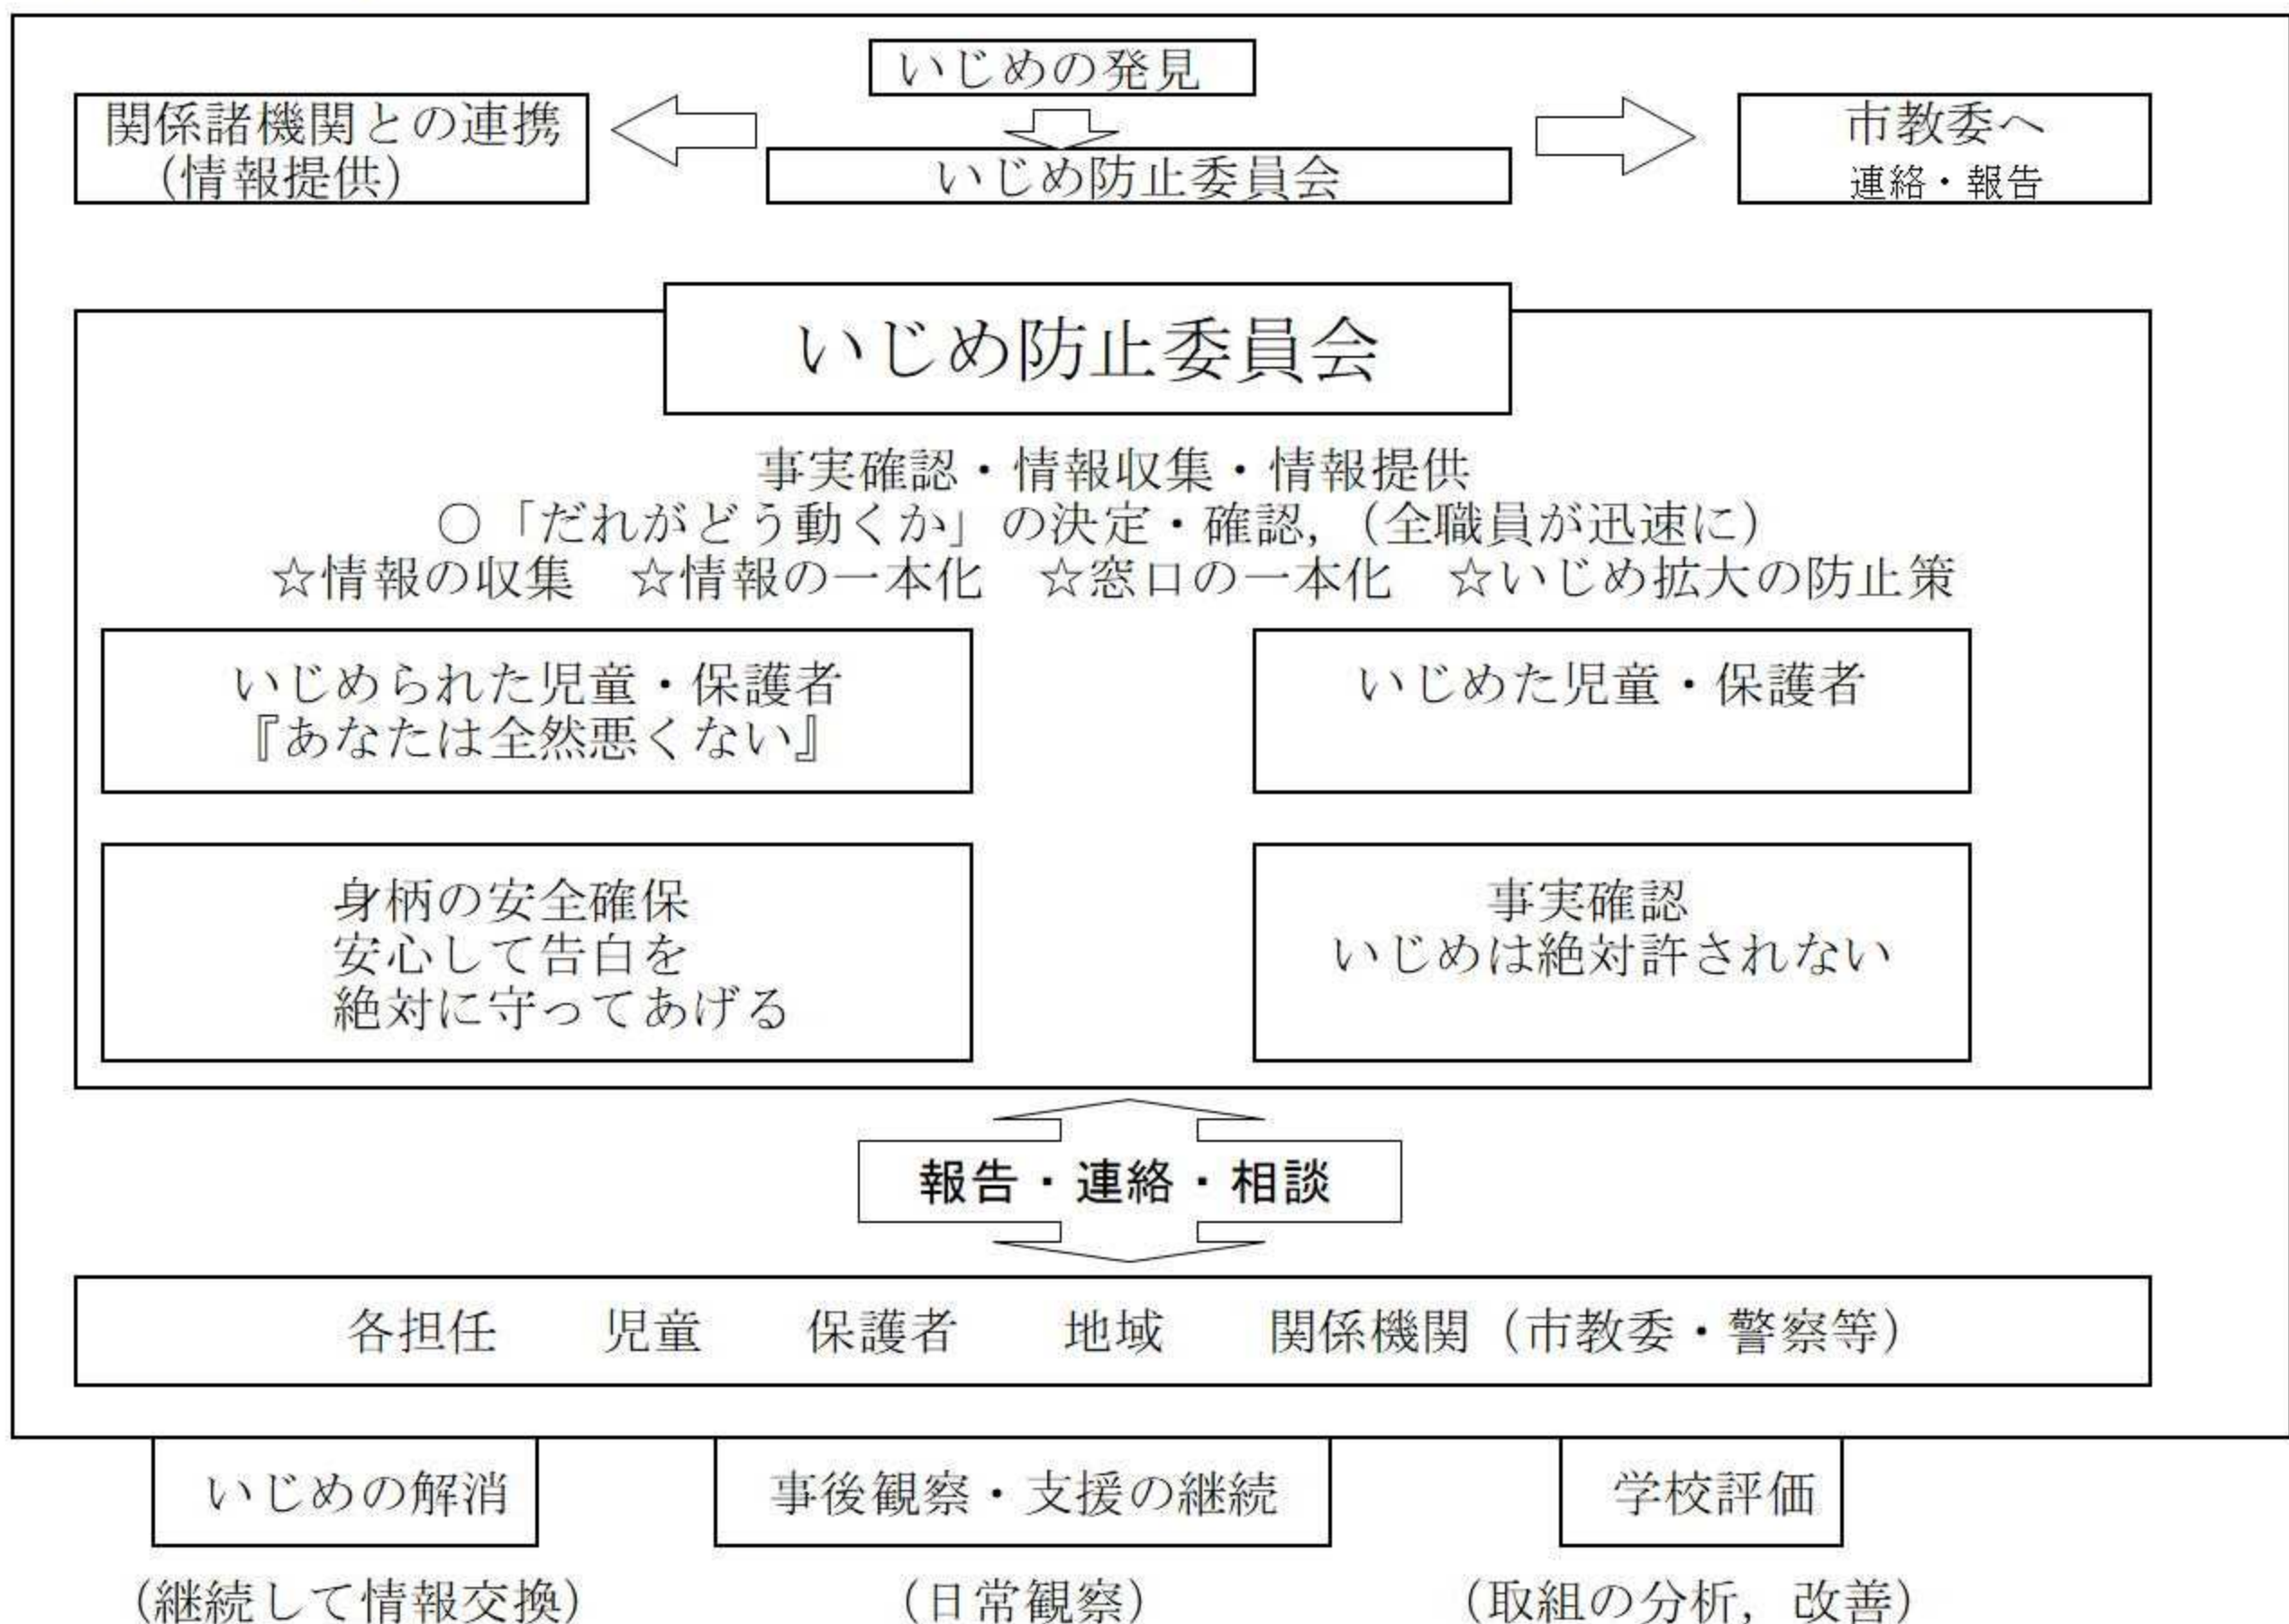 いじめの発見
関係諸機関との連携
（情報提供）
いじめ防止委員会
市教委へ
連絡・報告
いじめ防止委員会
事実確認・情報収集・情報提供
○「だれがどう動くか」の決定・確認，（全職員が迅速に）
☆情報の収集　☆情報の一本化　☆窓口の一本化　☆いじめ拡大の防止策
いじめられた児童・保護者
『あなたは全然悪くない』
いじめた児童・保護者
身柄の安全確保
安心して告白を
絶対に守ってあげる
事実確認
いじめは絶対許されない
報告・連絡・相談
各担任　　児童　　保護者　　地域　　関係機関（市教委・警察等）
いじめの解消
事後観察・支援の継続
学校評価
（継続して情報交換）
（日常観察）
（取組の分析，改善）